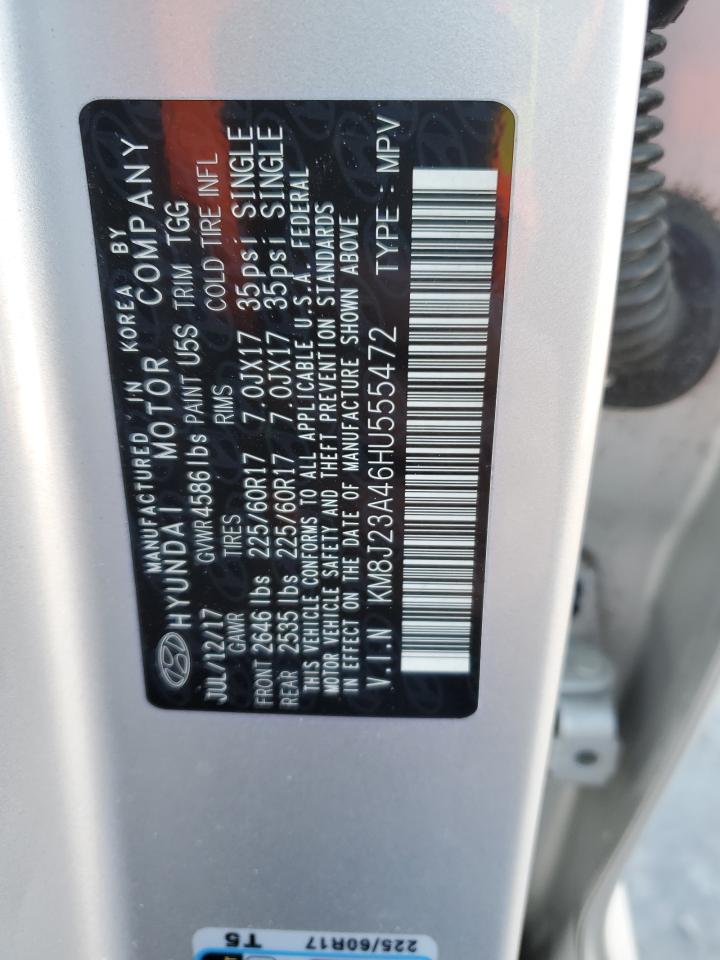 MANUFACTURED IN KOREA BY
HYUNDAI MOTOR COMPANY
JUL/12/17 GVWR4586lbs PAINT U5S TRIM TGG
GAWR TIRES RIMS COLD TIRE INFL
FRONT 2646 lbs 225/60R17 7.0JX17 35psi SINGLE
REAR 2535 lbs 225/60R17 7.0JX17 35psi SINGLE
THIS VEHICLE CONFORMS TO ALL APPLICABLE U.S.A. FEDERAL
MOTOR VEHICLE SAFETY AND THEFT PREVENTION STANDARDS
IN EFFECT ON THE DATE OF MANUFACTURE SHOWN ABOVE
V.I.N KM8J23A46HU555472 TYPE : MPV
225/60R17 T5